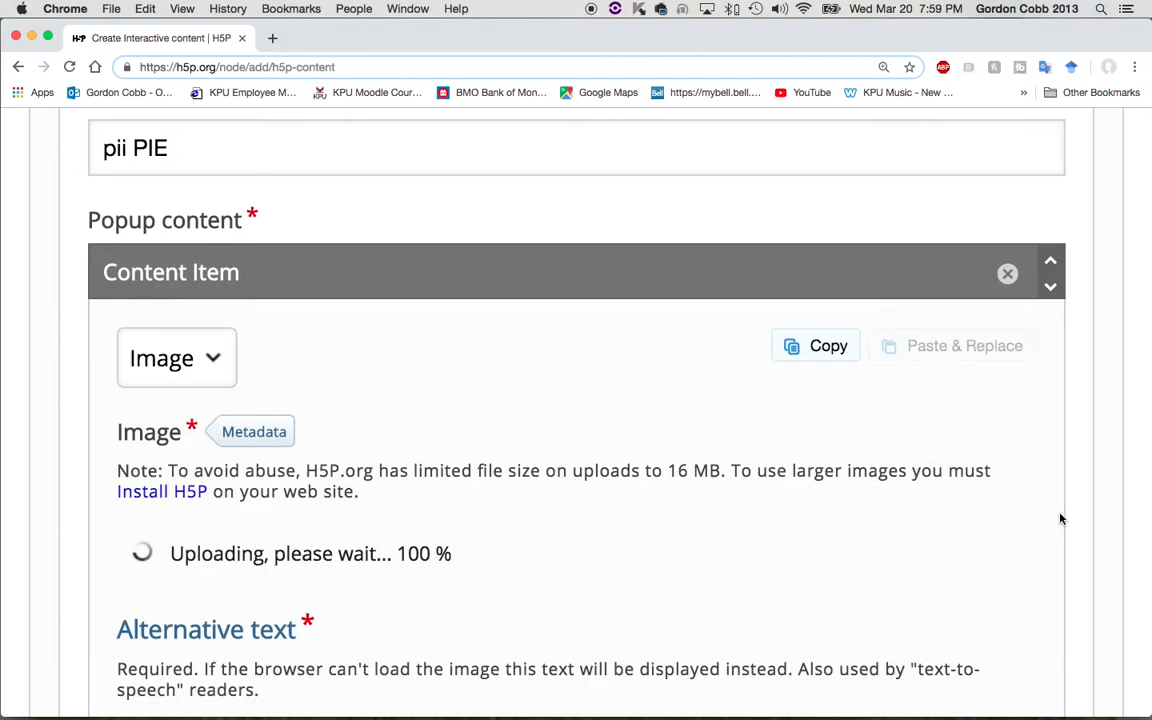 Chrome File Edit View History Bookmarks People Window Help Wed Mar 20 7:59 PM Gordon Cobb 2013
H-P Create Interactive content | H5P
https://h5p.org/node/add/h5p-content
Apps Gordon Cobb - O... KPU Employee M... KPU Moodle Cour... BMO Bank of Mon... Google Maps https://mybell.bell.... YouTube KPU Music - New ... » Other Bookmarks
pii PIE
Popup content *
Content Item
Image Copy Paste & Replace
Image * Metadata
Note: To avoid abuse, H5P.org has limited file size on uploads to 16 MB. To use larger images you must
Install H5P on your web site.
Uploading, please wait... 100 %
Alternative text *
Required. If the browser can't load the image this text will be displayed instead. Also used by "text-to-
speech" readers.